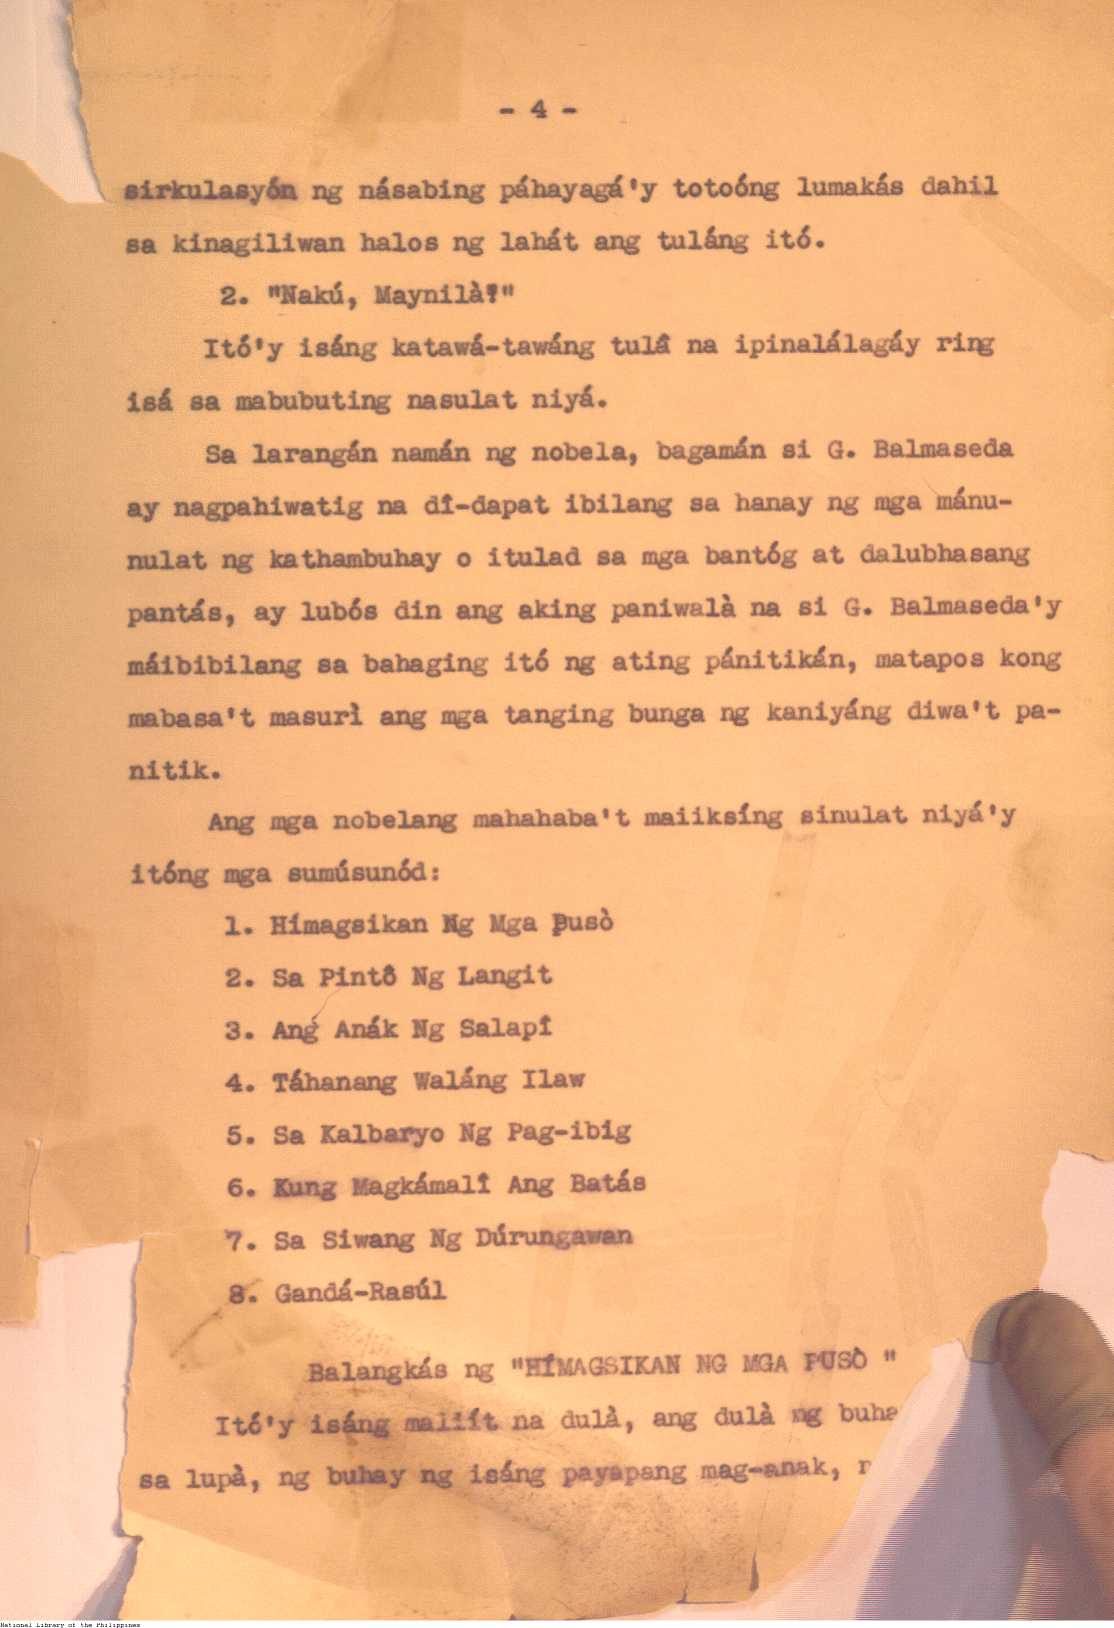 - 4 -
sirkulasyón ng násabing páhayagá'y totoóng lumakás dahil
sa kinagiliwan halos ng lahát ang tuláng itó.
2. "Nakú, Maynilà!"
Itó'y isáng katawá-tawáng tulâ na ipinalálagáy ring
isá sa mabubuting nasulat niyá.
Sa larangán namán ng nobela, bagamán si G. Balmaseda
ay nagpahiwatig na dî-dapat ibilang sa hanay ng mga mánu-
nulat ng kathambuhay o itulad sa mga bantóg at dalubhasang
pantás, ay lubós din ang aking paniwalà na si G. Balmaseda'y
máibibilang sa bahaging itó ng ating pánitikán, matapos kong
mabasa't masurì ang mga tanging bunga ng kaniyáng diwa't pa-
nitik.
Ang mga nobelang mahahaba't maiiksíng sinulat niyá'y
itóng mga sumúsunód:
1. Hímagsikan Ng Mga Pusò
2. Sa Pintô Ng Langit
3. Ang Anák Ng Salapî
4. Táhanang Waláng Ilaw
5. Sa Kalbaryo Ng Pag-ibig
6. Kung Magkámalî Ang Batás
7. Sa Siwang Ng Dúrungawan
8. Gandá-Rasúl
Balangkás ng "HÍMAGSIKAN NG MGA PUSÒ "
Itó'y isáng maliít na dulà, ang dulà ng
sa lupà, ng buhay ng isáng payapang mag-anak,
National Library of the Philippines